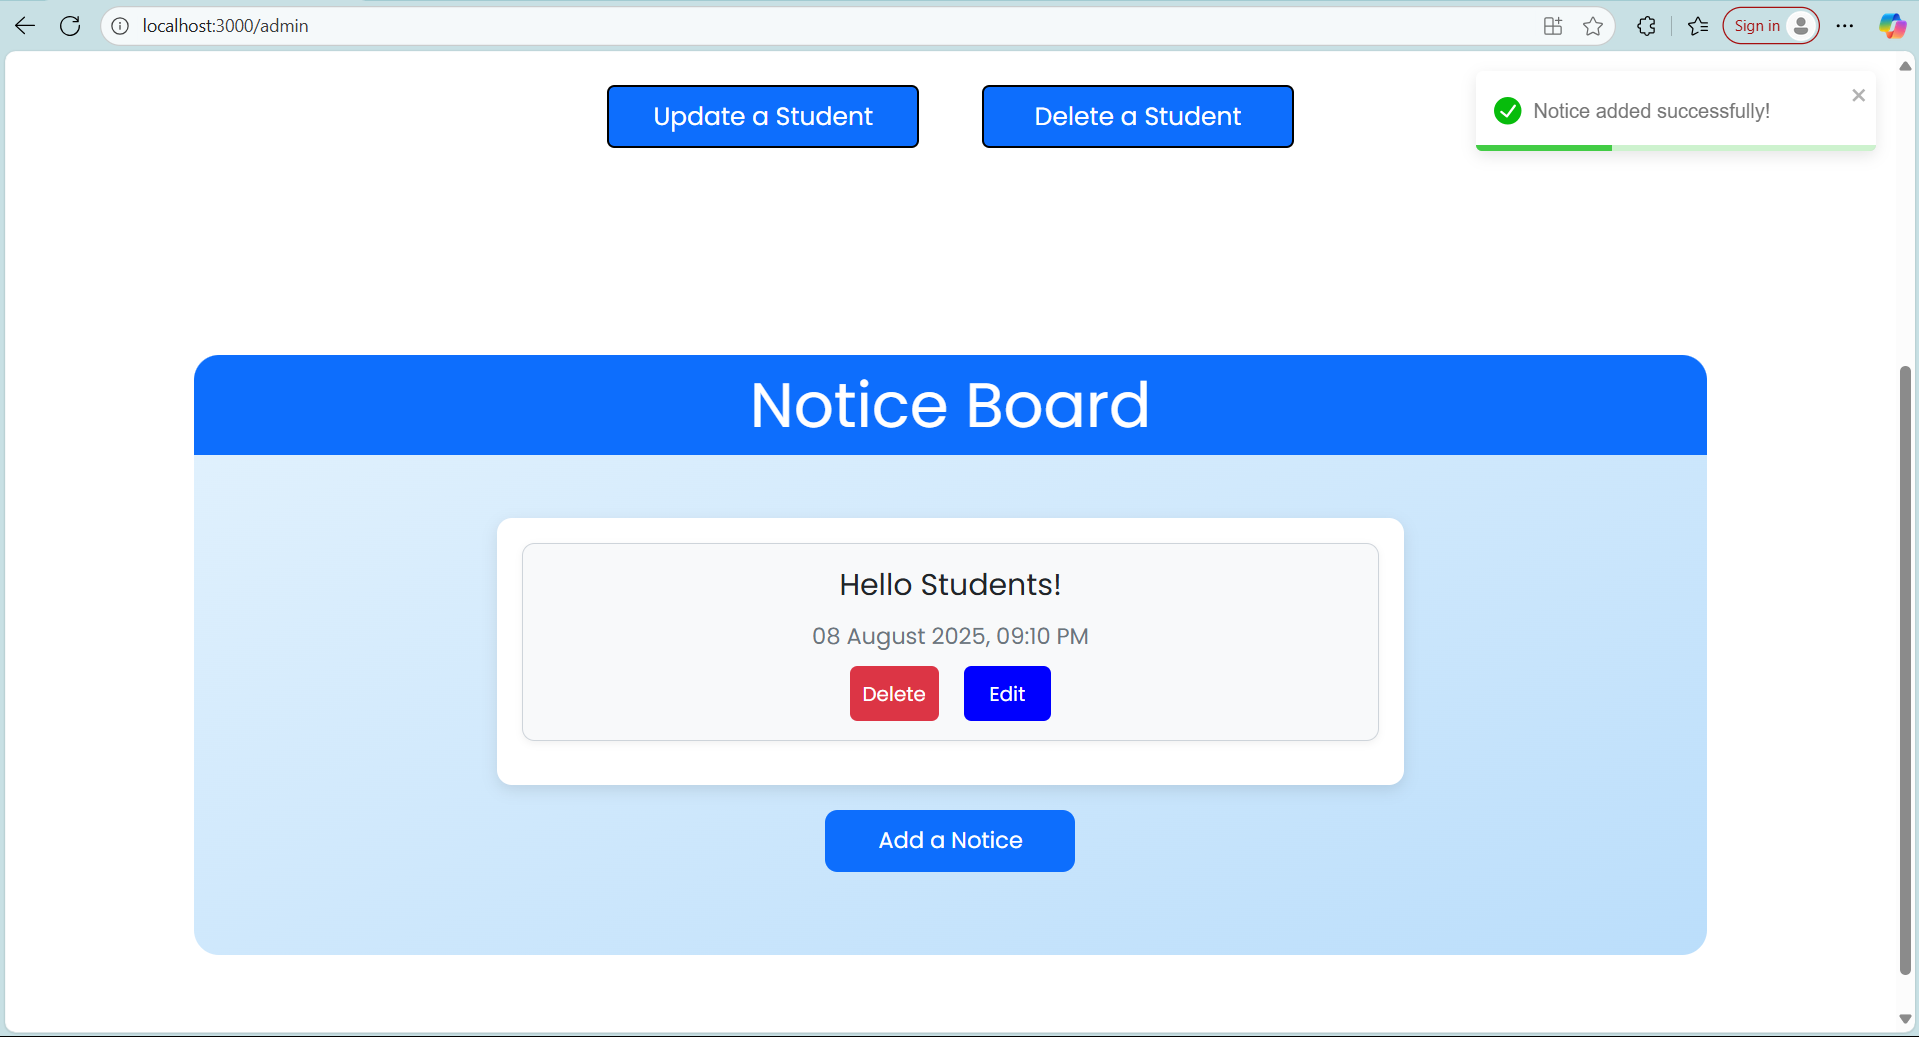 localhost:3000/admin
Sign in
Update a Student
Delete a Student
Notice added successfully!
Notice Board
Hello Students!
08 August 2025, 09:10 PM
Delete
Edit
Add a Notice